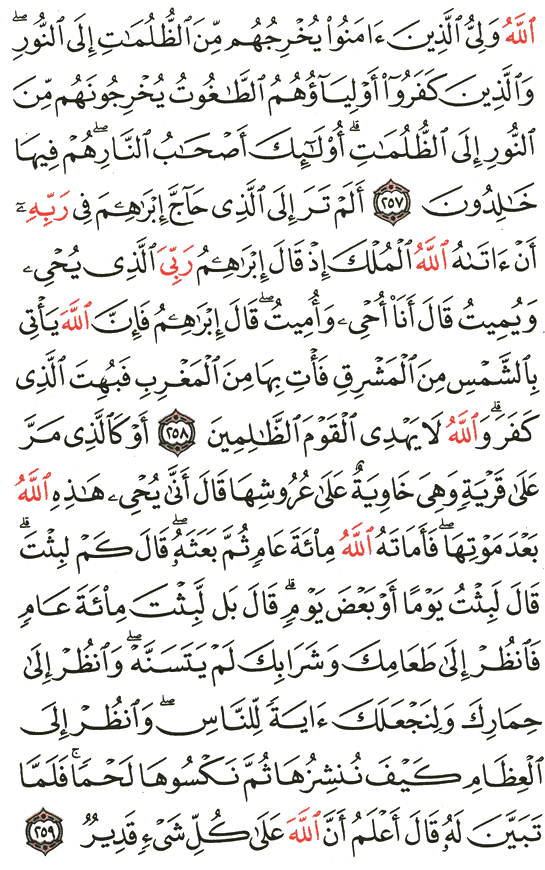 ٱللَّهُ وَلِيُّ ٱلَّذِينَ ءَامَنُوا۟ يُخْرِجُهُم مِّنَ ٱلظُّلُمَـٰتِ إِلَى ٱلنُّورِ ۖ
وَٱلَّذِينَ كَفَرُوٓا۟ أَوْلِيَآؤُهُمُ ٱلطَّـٰغُوتُ يُخْرِجُونَهُم مِّنَ
ٱلنُّورِ إِلَى ٱلظُّلُمَـٰتِ ۗ أُو۟لَـٰٓئِكَ أَصْحَـٰبُ ٱلنَّارِ ۖ هُمْ فِيهَا
خَـٰلِدُونَ ٢٥٧ أَلَمْ تَرَ إِلَى ٱلَّذِى حَآجَّ إِبْرَٰهِـۧمَ فِى رَبِّهِۦٓ
أَنْ ءَاتَىٰهُ ٱللَّهُ ٱلْمُلْكَ إِذْ قَالَ إِبْرَٰهِـۧمُ رَبِّىَ ٱلَّذِى يُحْىِۦ
وَيُمِيتُ قَالَ أَنَا۠ أُحْىِۦ وَأُمِيتُ ۖ قَالَ إِبْرَٰهِـۧمُ فَإِنَّ ٱللَّهَ يَأْتِى
بِٱلشَّمْسِ مِنَ ٱلْمَشْرِقِ فَأْتِ بِهَا مِنَ ٱلْمَغْرِبِ فَبُهِتَ ٱلَّذِى
كَفَرَ ۗ وَٱللَّهُ لَا يَهْدِى ٱلْقَوْمَ ٱلظَّـٰلِمِينَ ٢٥٨ أَوْ كَٱلَّذِى مَرَّ
عَلَىٰ قَرْيَةٍ وَهِىَ خَاوِيَةٌ عَلَىٰ عُرُوشِهَا قَالَ أَنَّىٰ يُحْىِۦ هَـٰذِهِ ٱللَّهُ
بَعْدَ مَوْتِهَا ۖ فَأَمَاتَهُ ٱللَّهُ مِا۟ئَةَ عَامٍ ثُمَّ بَعَثَهُۥ ۖ قَالَ كَمْ لَبِثْتَ ۖ
قَالَ لَبِثْتُ يَوْمًا أَوْ بَعْضَ يَوْمٍ ۖ قَالَ بَل لَّبِثْتَ مِا۟ئَةَ عَامٍ
فَٱنظُرْ إِلَىٰ طَعَامِكَ وَشَرَابِكَ لَمْ يَتَسَنَّهْ ۖ وَٱنظُرْ إِلَىٰ
حِمَارِكَ وَلِنَجْعَلَكَ ءَايَةً لِّلنَّاسِ ۖ وَٱنظُرْ إِلَى
ٱلْعِظَامِ كَيْفَ نُنشِزُهَا ثُمَّ نَكْسُوهَا لَحْمًا ۚ فَلَمَّا
تَبَيَّنَ لَهُۥ قَالَ أَعْلَمُ أَنَّ ٱللَّهَ عَلَىٰ كُلِّ شَىْءٍ قَدِيرٌ ٢٥٩